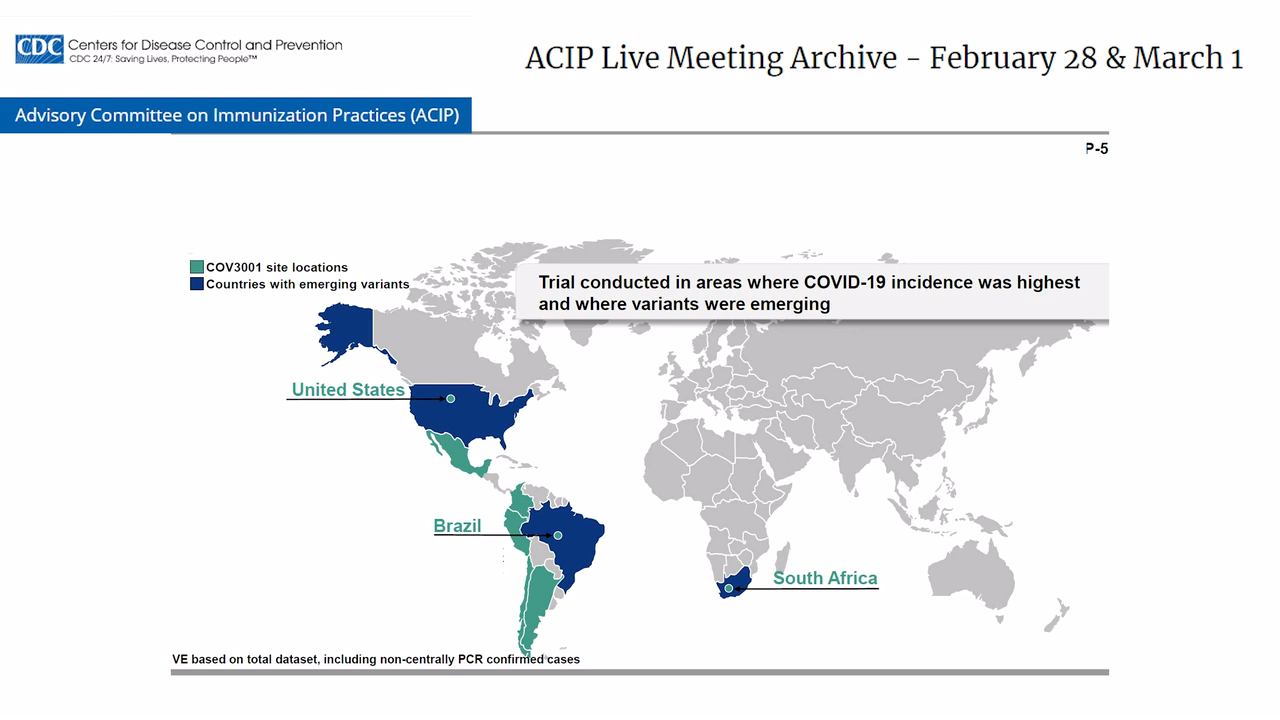 CDC Centers for Disease Control and Prevention
CDC 24/7: Saving Lives, Protecting People™
ACIP Live Meeting Archive - February 28 & March 1
Advisory Committee on Immunization Practices (ACIP)
P-5
COV3001 site locations
Countries with emerging variants
Trial conducted in areas where COVID-19 incidence was highest
and where variants were emerging
United States
Brazil
South Africa
VE based on total dataset, including non-centrally PCR confirmed cases